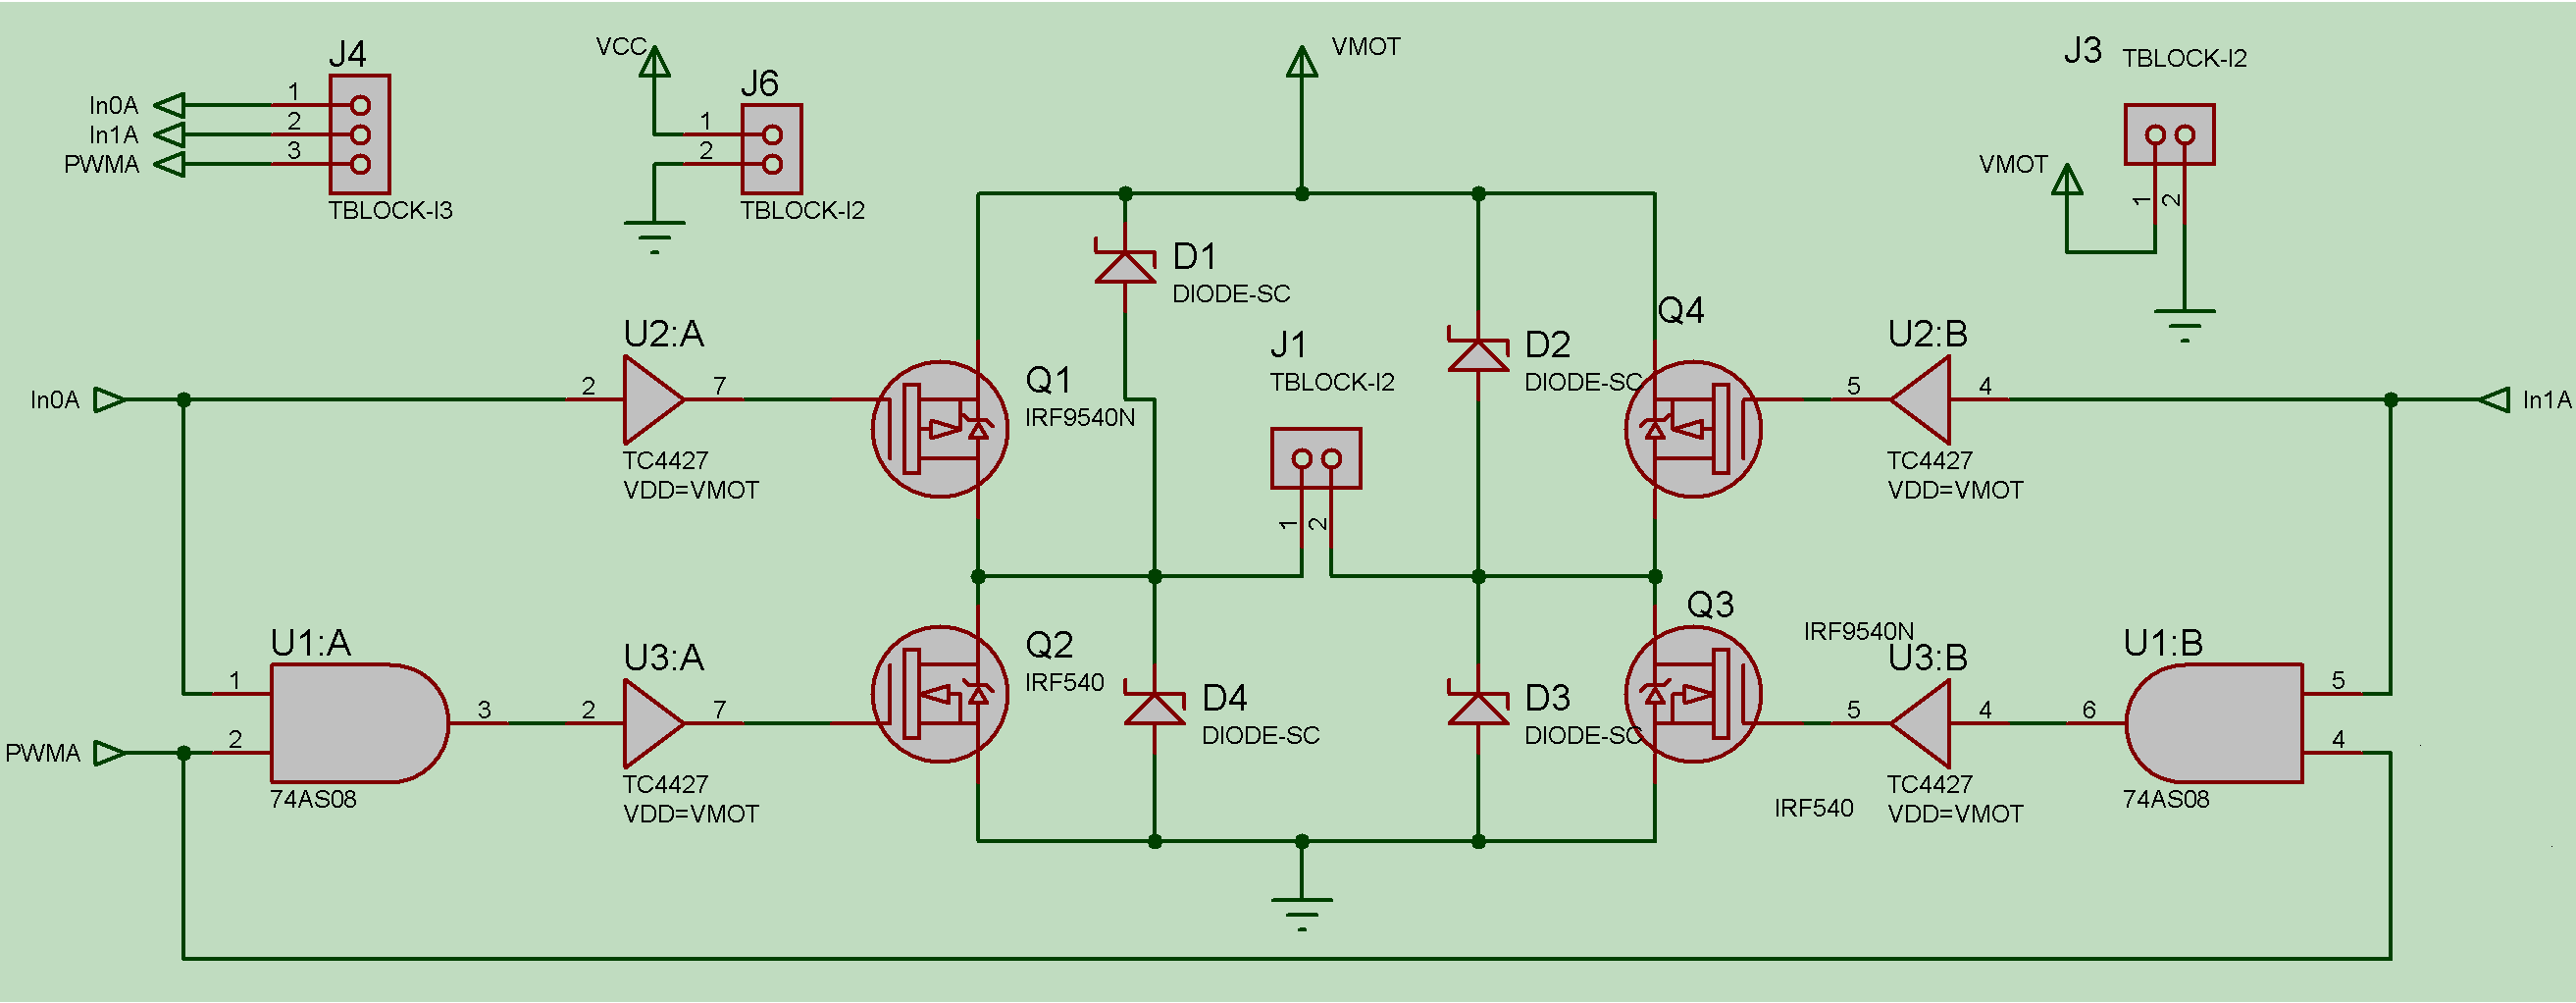 J4
1
2
3
In0A
In1A
PWMA
TBLOCK-I3
VCC
J6
1
2
TBLOCK-I2
VMOT
J3 TBLOCK-I2
VMOT
1
2
D1
DIODE-SC
U2:A
2
7
TC4427
VDD=VMOT
Q1
IRF9540N
J1
TBLOCK-I2
1
2
D2
DIODE-SC
Q4
U2:B
5
4
TC4427
VDD=VMOT
In0A
In1A
U1:A
1
2
3
74AS08
PWMA
U3:A
2
7
TC4427
VDD=VMOT
Q2
IRF540
D4
DIODE-SC
D3
DIODE-SC
Q3
IRF9540N
U3:B
5
4
TC4427
VDD=VMOT
IRF540
U1:B
6
5
4
74AS08